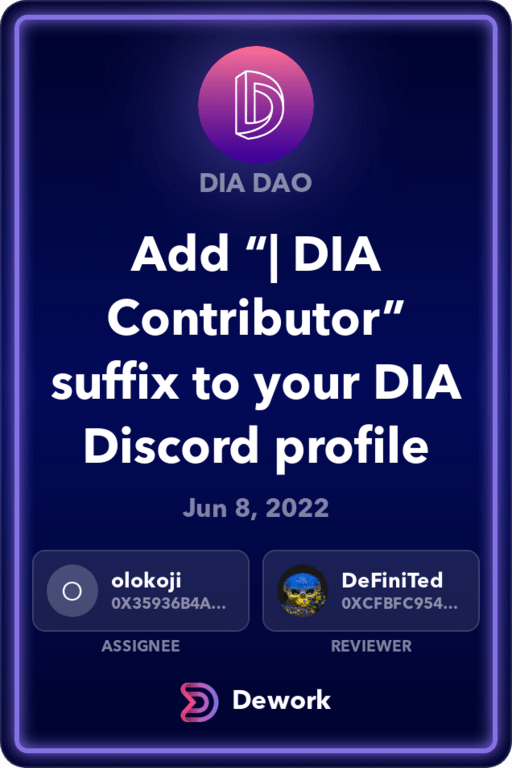 DIA DAO
Add “| DIA
Contributor”
suffix to your DIA
Discord profile
Jun 8, 2022
O
olokoji
0X35936B4A...
ASSIGNEE
DeFiniTed
0XCFBFC954...
REVIEWER
Dework